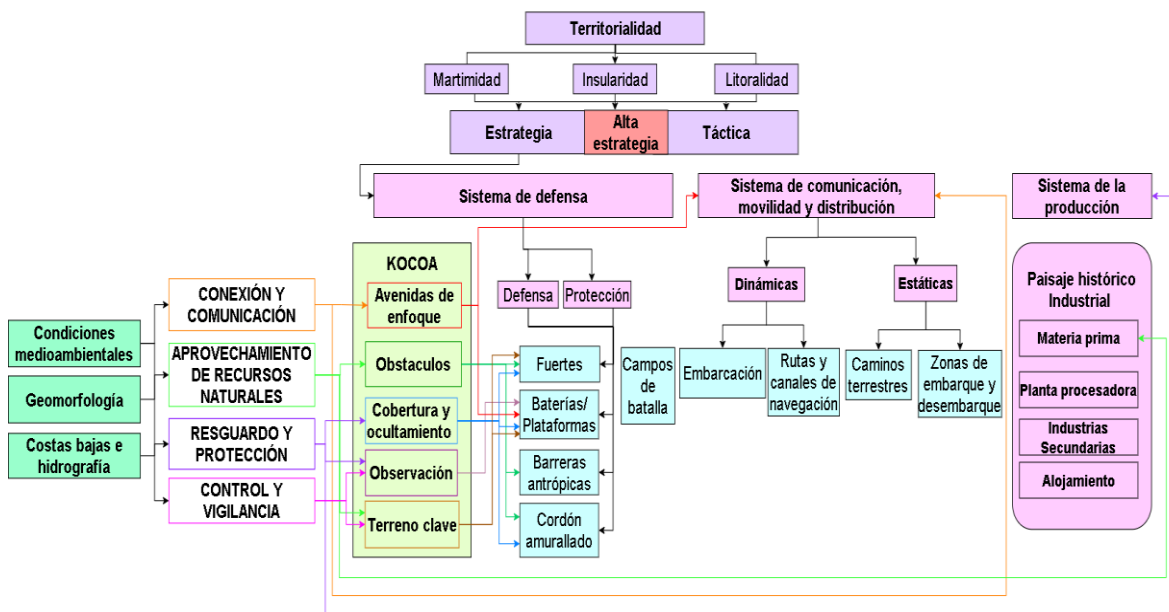 Territorialidad
Martimidad
Insularidad
Litoralidad
Estrategia
Alta
estrategia
Táctica
Sistema de defensa
Sistema de comunicación,
movilidad y distribución
Sistema de la
producción
KOCOA
Avenidas de
enfoque
Obstaculos
Cobertura y
ocultamiento
Observación
Terreno clave
Condiciones
medioambientales
Geomorfología
Costas bajas e
hidrografía
CONEXIÓN Y
COMUNICACIÓN
APROVECHAMIENTO
DE RECURSOS
NATURALES
RESGUARDO Y
PROTECCIÓN
CONTROL Y
VIGILANCIA
Defensa
Protección
Fuertes
Baterías/
Plataformas
Barreras
antrópicas
Cordón
amurallado
Campos
de
batalla
Dinámicas
Estáticas
Embarcación
Rutas y
canales de
navegación
Caminos
terrestres
Zonas de
embarque y
desembarque
Paisaje histórico
Industrial
Materia prima
Planta procesadora
Industrias
Secundarias
Alojamiento